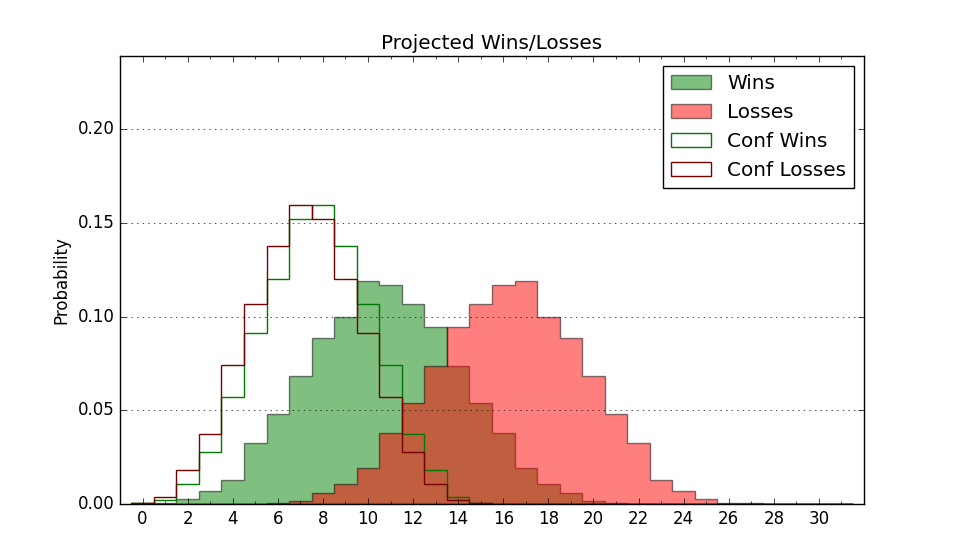 Projected Wins/Losses
Wins
Losses
Conf Wins
Conf Losses
Probability
0.20
0.15
0.10
0.05
0.00
0 2 4 6 8 10 12 14 16 18 20 22 24 26 28 30